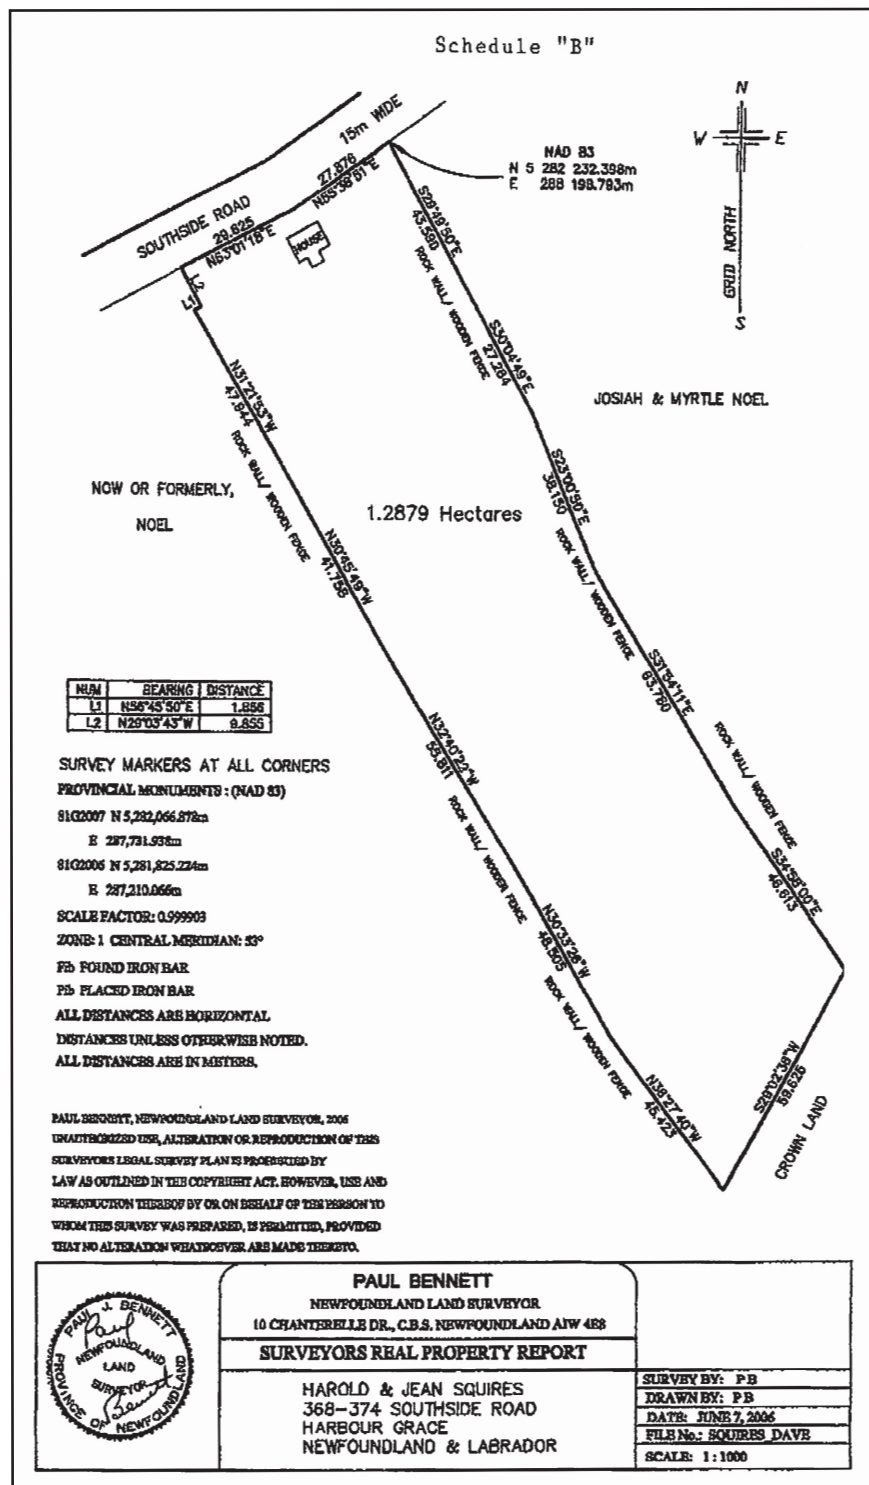 Schedule "B"
15m WIDE
SOUTHSIDE ROAD
27.876
N55°38'51"E
29.825
N63°01'18"E
HOUSE
L2
L1
NAD 83
N 5 282 232.398m
E 288 198.793m
N
W E
GRID NORTH
S
S29°49'50"E
43.590
ROCK WALL/ WOODEN FENCE
S30°04'49"E
27.284
JOSIAH & MYRTLE NOEL
N31°21'53"W
47.944
ROCK WALL/ WOODEN FENCE
NOW OR FORMERLY,
NOEL
1.2879 Hectares
S23°00'50"E
38.150
ROCK WALL/ WOODEN FENCE
N30°45'49"W
41.758
S31°54'11"E
63.760
ROCK WALL/ WOODEN FENCE
NUM BEARING DISTANCE
L1 N56°45'50"E 1.856
L2 N29°03'43"W 9.855
N32°40'22"W
ROCK WALL/ WOODEN FENCE
S34°58'00"E
46.613
N30°33'26"W
48.505
ROCK WALL/ WOODEN FENCE
N38°27'40"W
45.423
S29°02'38"W
59.626
CROWN LAND
SURVEY MARKERS AT ALL CORNERS
PROVINCIAL MONUMENTS : (NAD 83)
81G2007 N 5,282,066.878m
E 287,731.938m
81G2006 N 5,281,825.224m
E 287,210.066m
SCALE FACTOR: 0.999903
ZONE: 1 CENTRAL MERIDIAN: 53°
Fib FOUND IRON BAR
Pib PLACED IRON BAR
ALL DISTANCES ARE HORIZONTAL
DISTANCES UNLESS OTHERWISE NOTED.
ALL DISTANCES ARE IN METERS.
PAUL BENNETT, NEWFOUNDLAND LAND SURVEYOR, 2006
UNAUTHORIZED USE, ALTERATION OR REPRODUCTION OF THIS
SURVEYORS LEGAL SURVEY PLAN IS PROHIBITED BY
LAW AS OUTLINED IN THE COPYRIGHT ACT. HOWEVER, USE AND
REPRODUCTION THEREOF BY OR ON BEHALF OF THE PERSON TO
WHOM THIS SURVEY WAS PREPARED, IS PERMITTED, PROVIDED
THAT NO ALTERATION WHATSOEVER ARE MADE THERETO.
PAUL J. BENNETT
Paul
NEWFOUNDLAND
LAND
SURVEYOR
Bennett
PROVINCE OF NEWFOUNDLAND
PAUL BENNETT
NEWFOUNDLAND LAND SURVEYOR
10 CHANTERELLE DR., C.B.S. NEWFOUNDLAND A1W 4E8
SURVEYORS REAL PROPERTY REPORT
HAROLD & JEAN SQUIRES
368-374 SOUTHSIDE ROAD
HARBOUR GRACE
NEWFOUNDLAND & LABRADOR
SURVEY BY: PB
DRAWN BY: PB
DATE: JUNE 7, 2006
FILE No.: SQUIRES_DAVE
SCALE: 1:1000